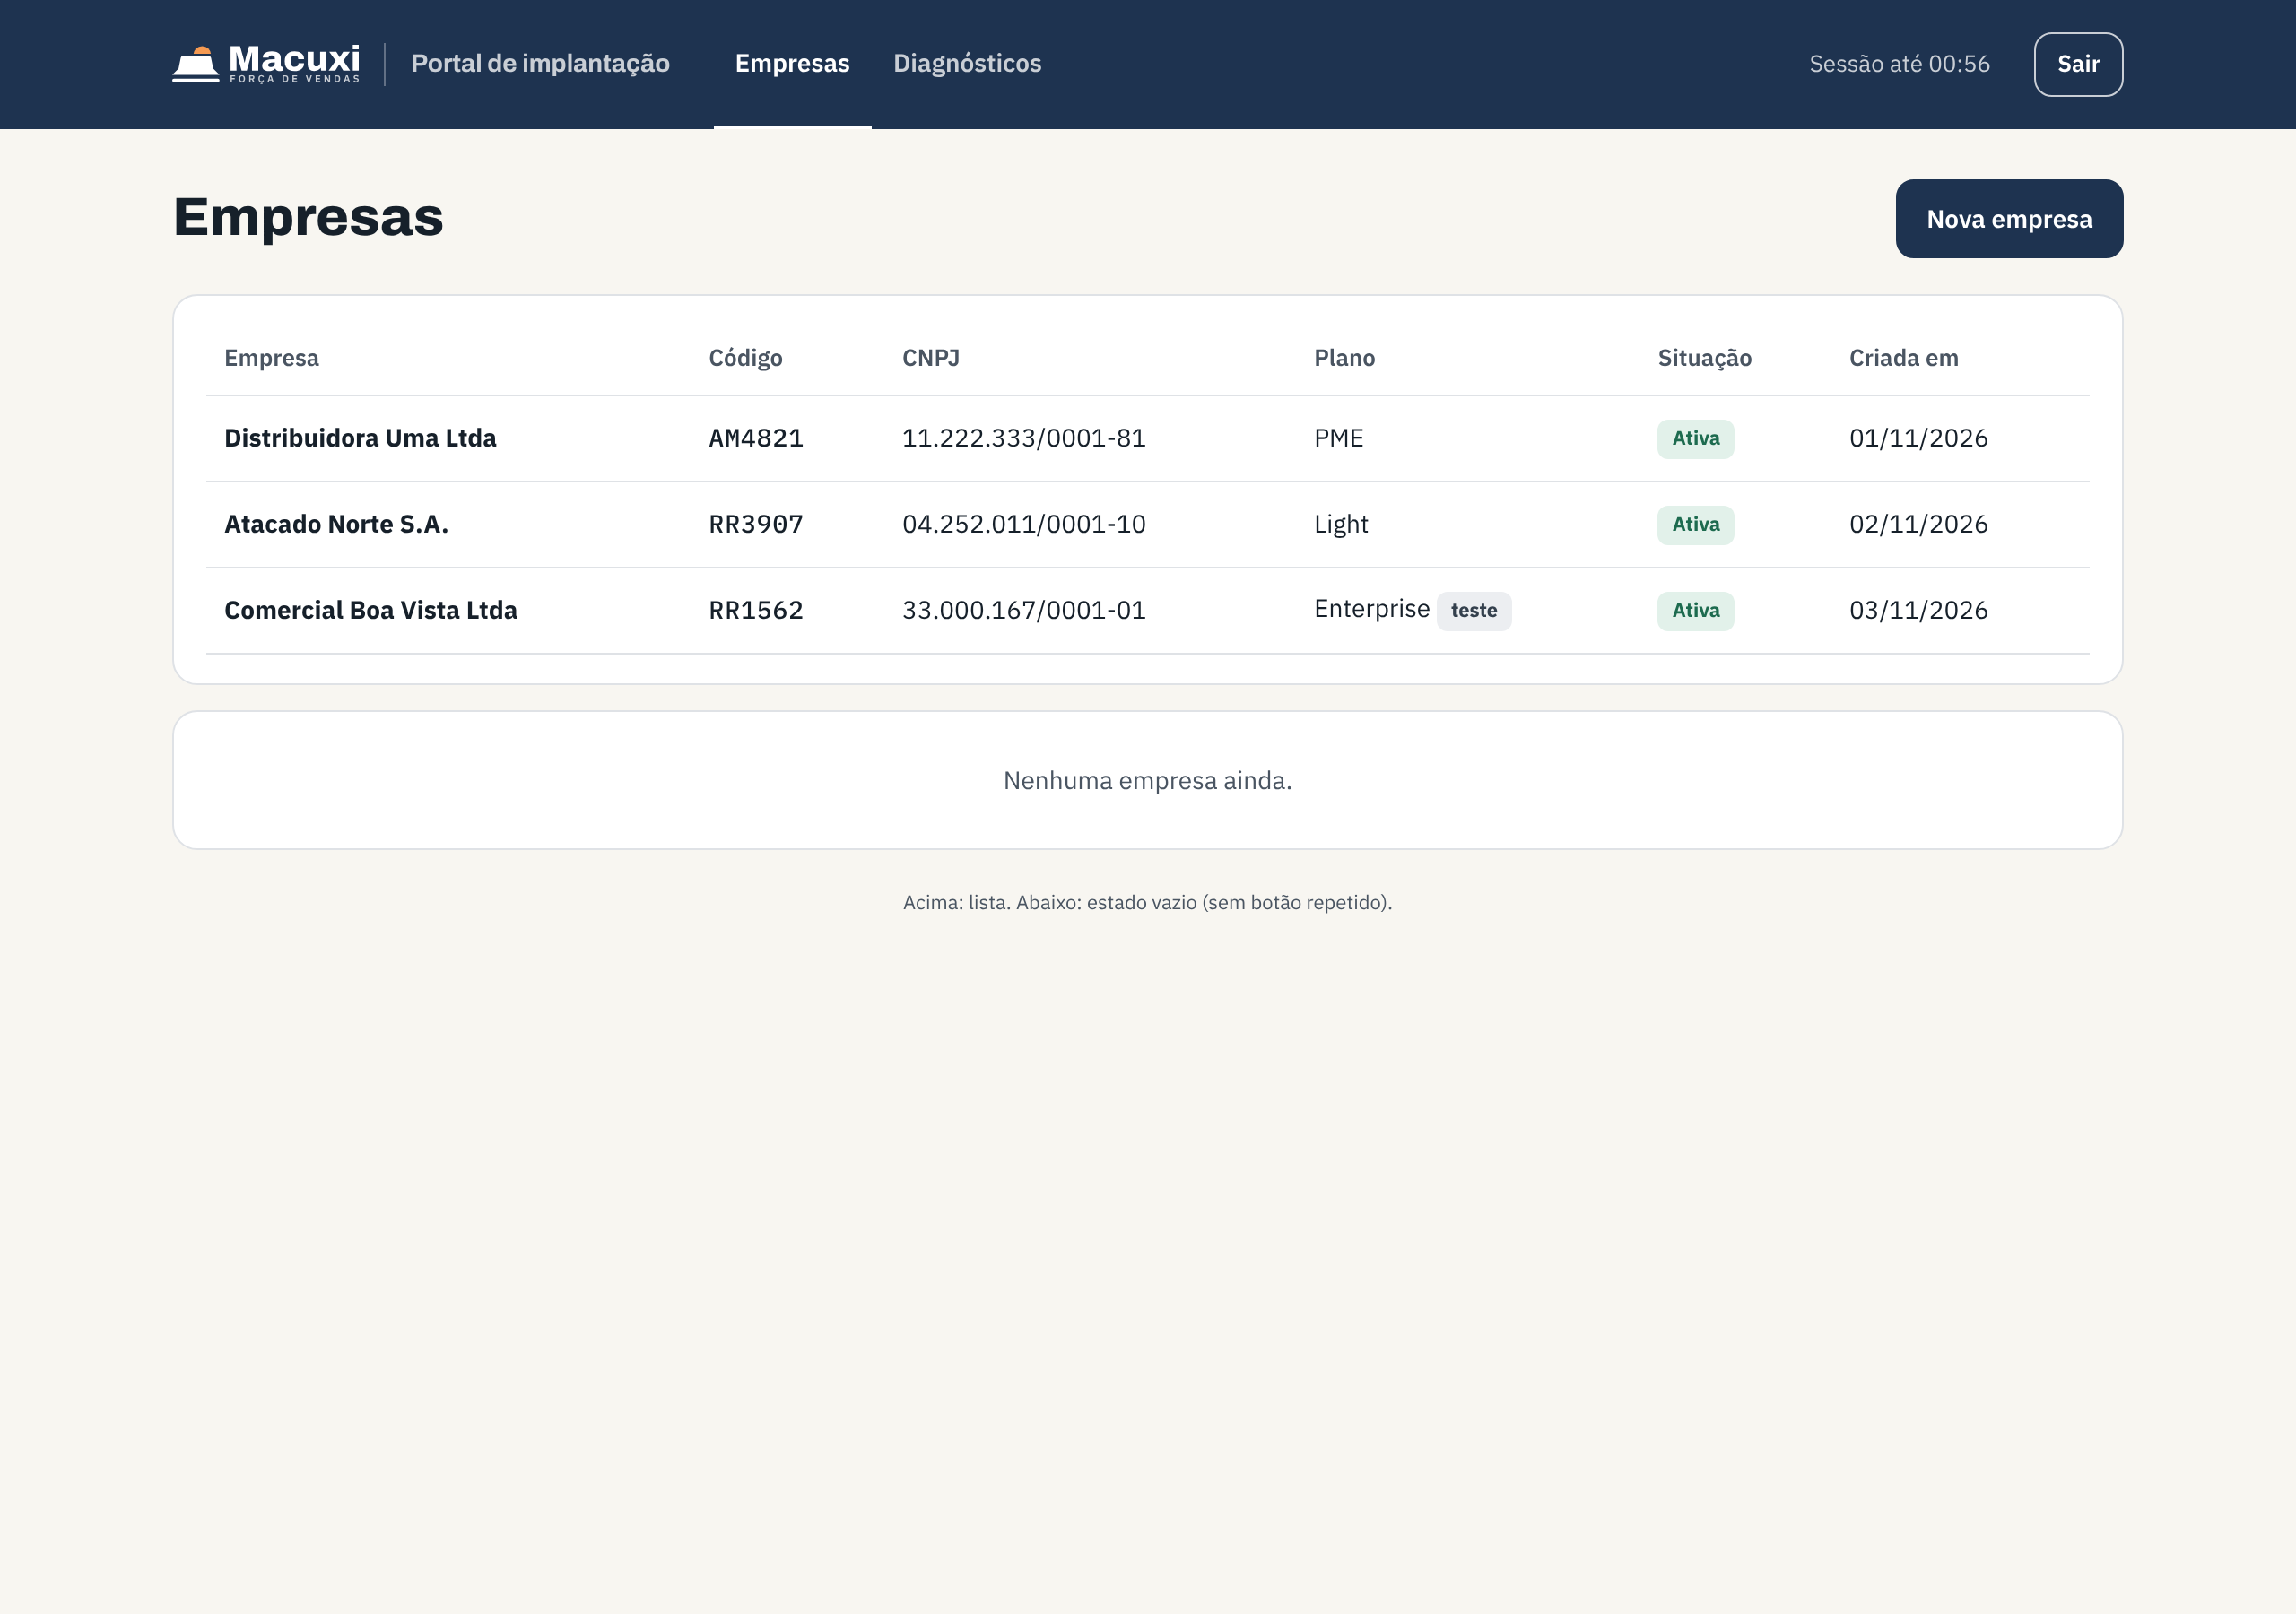 Macuxi
FORÇA DE VENDAS
Portal de implantação
Empresas
Diagnósticos
Sessão até 00:56
Sair
Empresas
Nova empresa
Empresa Código CNPJ Plano Situação Criada em
Distribuidora Uma Ltda AM4821 11.222.333/0001-81 PME Ativa 01/11/2026
Atacado Norte S.A. RR3907 04.252.011/0001-10 Light Ativa 02/11/2026
Comercial Boa Vista Ltda RR1562 33.000.167/0001-01 Enterprise teste Ativa 03/11/2026
Nenhuma empresa ainda.
Acima: lista. Abaixo: estado vazio (sem botão repetido).